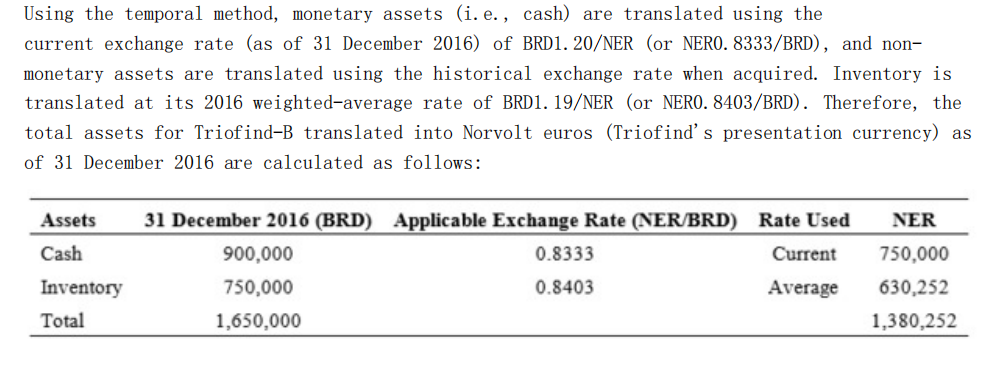 Using the temporal method, monetary assets (i.e., cash) are translated using the
current exchange rate (as of 31 December 2016) of BRD1.20/NER (or NER0.8333/BRD), and non-
monetary assets are translated using the historical exchange rate when acquired. Inventory is
translated at its 2016 weighted-average rate of BRD1.19/NER (or NER0.8403/BRD). Therefore, the
total assets for Triofind-B translated into Norvolt euros (Triofind's presentation currency) as
of 31 December 2016 are calculated as follows:
Assets 31 December 2016 (BRD) Applicable Exchange Rate (NER/BRD) Rate Used NER
Cash 900,000 0.8333 Current 750,000
Inventory 750,000 0.8403 Average 630,252
Total 1,650,000 1,380,252